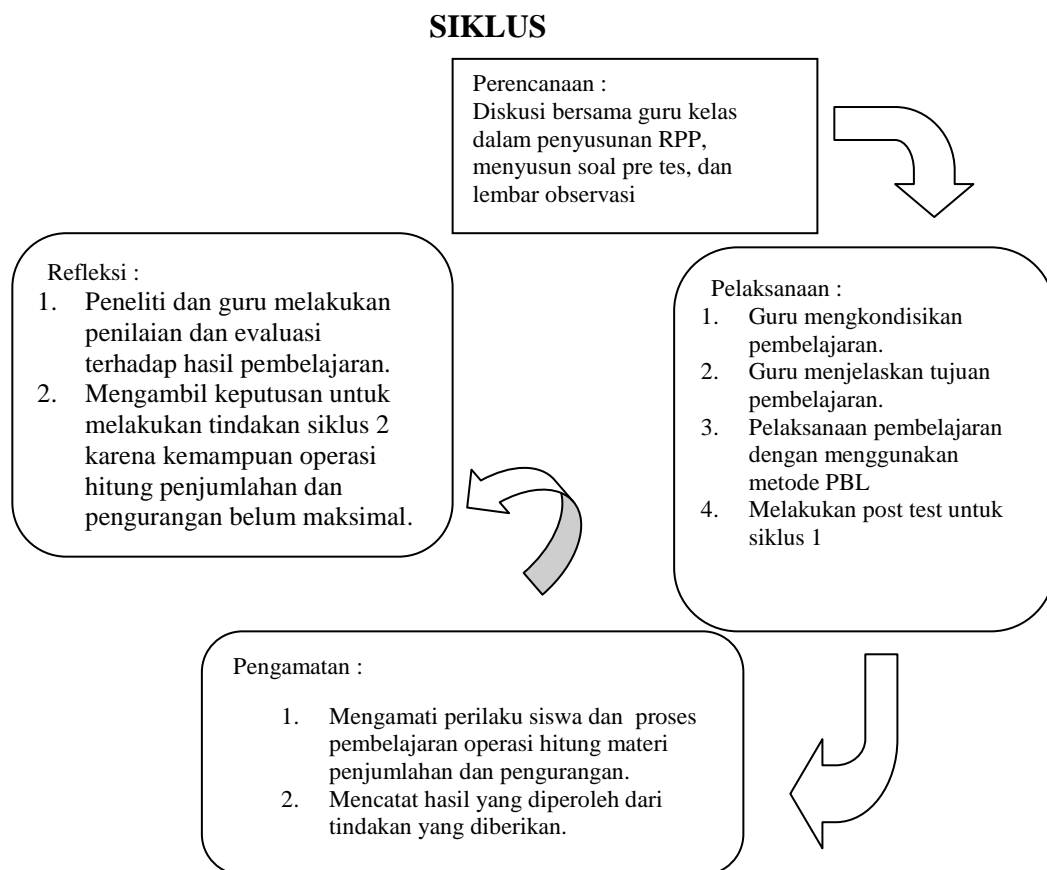 SIKLUS
Perencanaan :
Diskusi bersama guru kelas
dalam penyusunan RPP,
menyusun soal pre tes, dan
lembar observasi
Pelaksanaan :
1. Guru mengkondisikan
pembelajaran.
2. Guru menjelaskan tujuan
pembelajaran.
3. Pelaksanaan pembelajaran
dengan menggunakan
metode PBL
4. Melakukan post test untuk
siklus 1
Pengamatan :
1. Mengamati perilaku siswa dan proses
pembelajaran operasi hitung materi
penjumlahan dan pengurangan.
2. Mencatat hasil yang diperoleh dari
tindakan yang diberikan.
Refleksi :
1. Peneliti dan guru melakukan
penilaian dan evaluasi
terhadap hasil pembelajaran.
2. Mengambil keputusan untuk
melakukan tindakan siklus 2
karena kemampuan operasi
hitung penjumlahan dan
pengurangan belum maksimal.